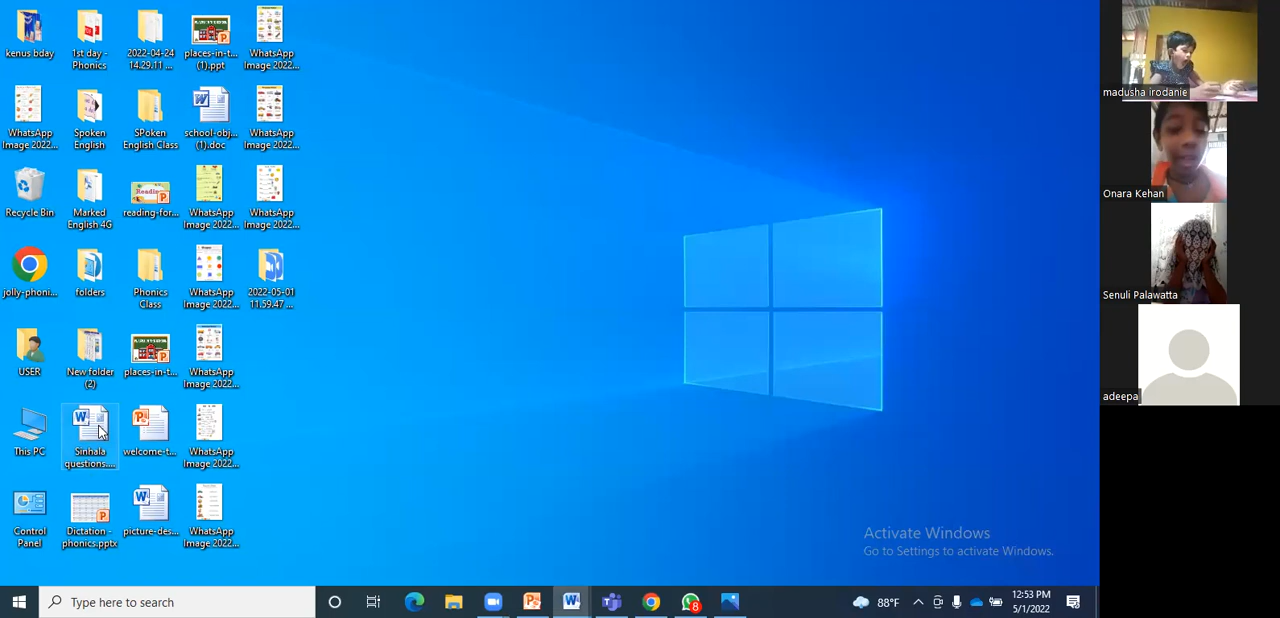 kenus bday
1st day -
Phonics
2022-04-24
14.29.11 ...
places-in-t...
(1).ppt
WhatsApp
Image 2022...
WhatsApp
Image 2022...
Spoken
English
SPoken
English Class
school-obj...
(1).doc
WhatsApp
Image 2022...
Recycle Bin
Marked
English 4G
reading-for...
WhatsApp
Image 2022...
WhatsApp
Image 2022...
jolly-phoni...
folders
Phonics
Class
WhatsApp
Image 2022...
2022-05-01
11.59.47 ...
USER
New folder
(2)
places-in-t...
WhatsApp
Image 2022...
This PC
Sinhala
questions....
welcome-t...
WhatsApp
Image 2022...
Control
Panel
Dictation -
phonics.pptx
picture-des...
WhatsApp
Image 2022...
Activate Windows
Go to Settings to activate Windows.
Type here to search
8
88°F
12:53 PM
5/1/2022
madusha irodanie
Onara Kehan
Senuli Palawatta
adeepa